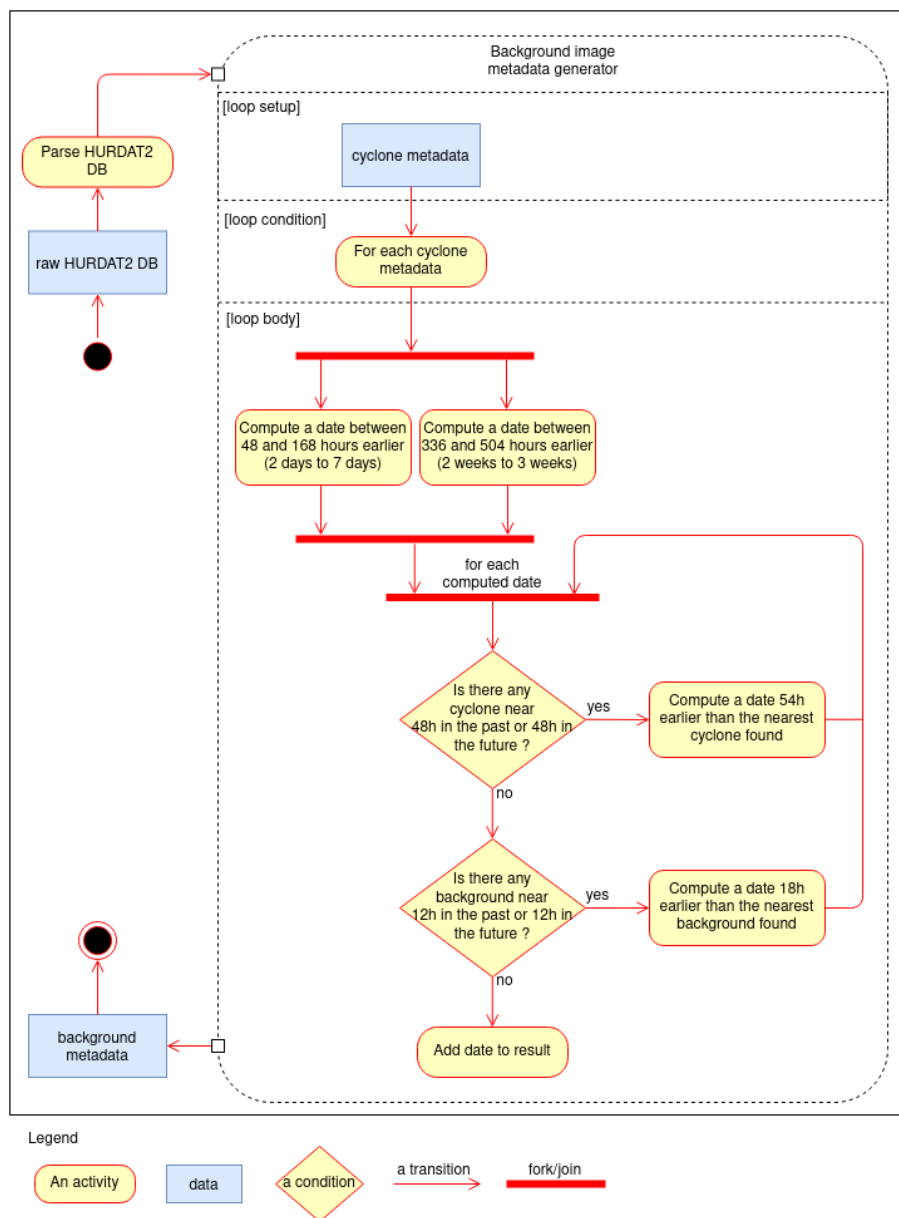 Background image
metadata generator
[loop setup]
Parse HURDAT2
DB
cyclone metadata
[loop condition]
raw HURDAT2 DB
For each cyclone
metadata
[loop body]
Compute a date between
48 and 168 hours earlier
(2 days to 7 days)
Compute a date between
336 and 504 hours earlier
(2 weeks to 3 weeks)
for each
computed date
Is there any
cyclone near
48h in the past or 48h in
the future ?
yes
Compute a date 54h
earlier than the nearest
cyclone found
no
Is there any
background near
12h in the past or 12h in
the future ?
yes
Compute a date 18h
earlier than the nearest
background found
no
background
metadata
Add date to result
Legend
An activity
data
a condition
a transition
fork/join